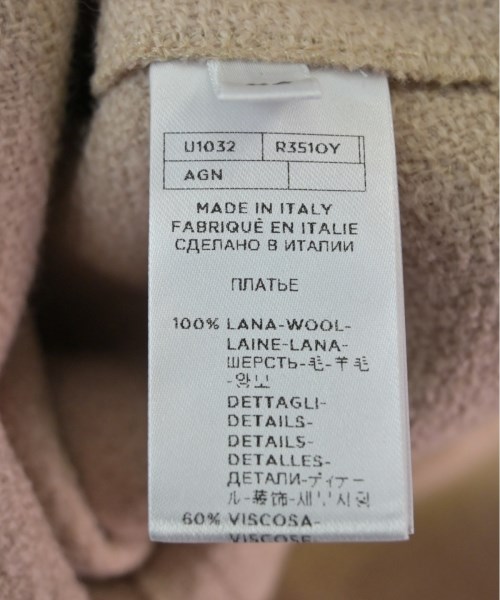 U1032 R351OY
AGN
MADE IN ITALY
FABRIQUÉ EN ITALIE
СДЕЛАНО В ИТАЛИИ
ПЛАТЬЕ
100% LANA-WOOL-
LAINE-LANA-
ШЕРСТЬ-毛-羊毛
DETTAGLI-
DETAILS-
DETAILS-
DETALLES-
ДЕТАЛИ-ディテー
ル-装饰-세부사항
60% VISCOSA-
VISCOSE